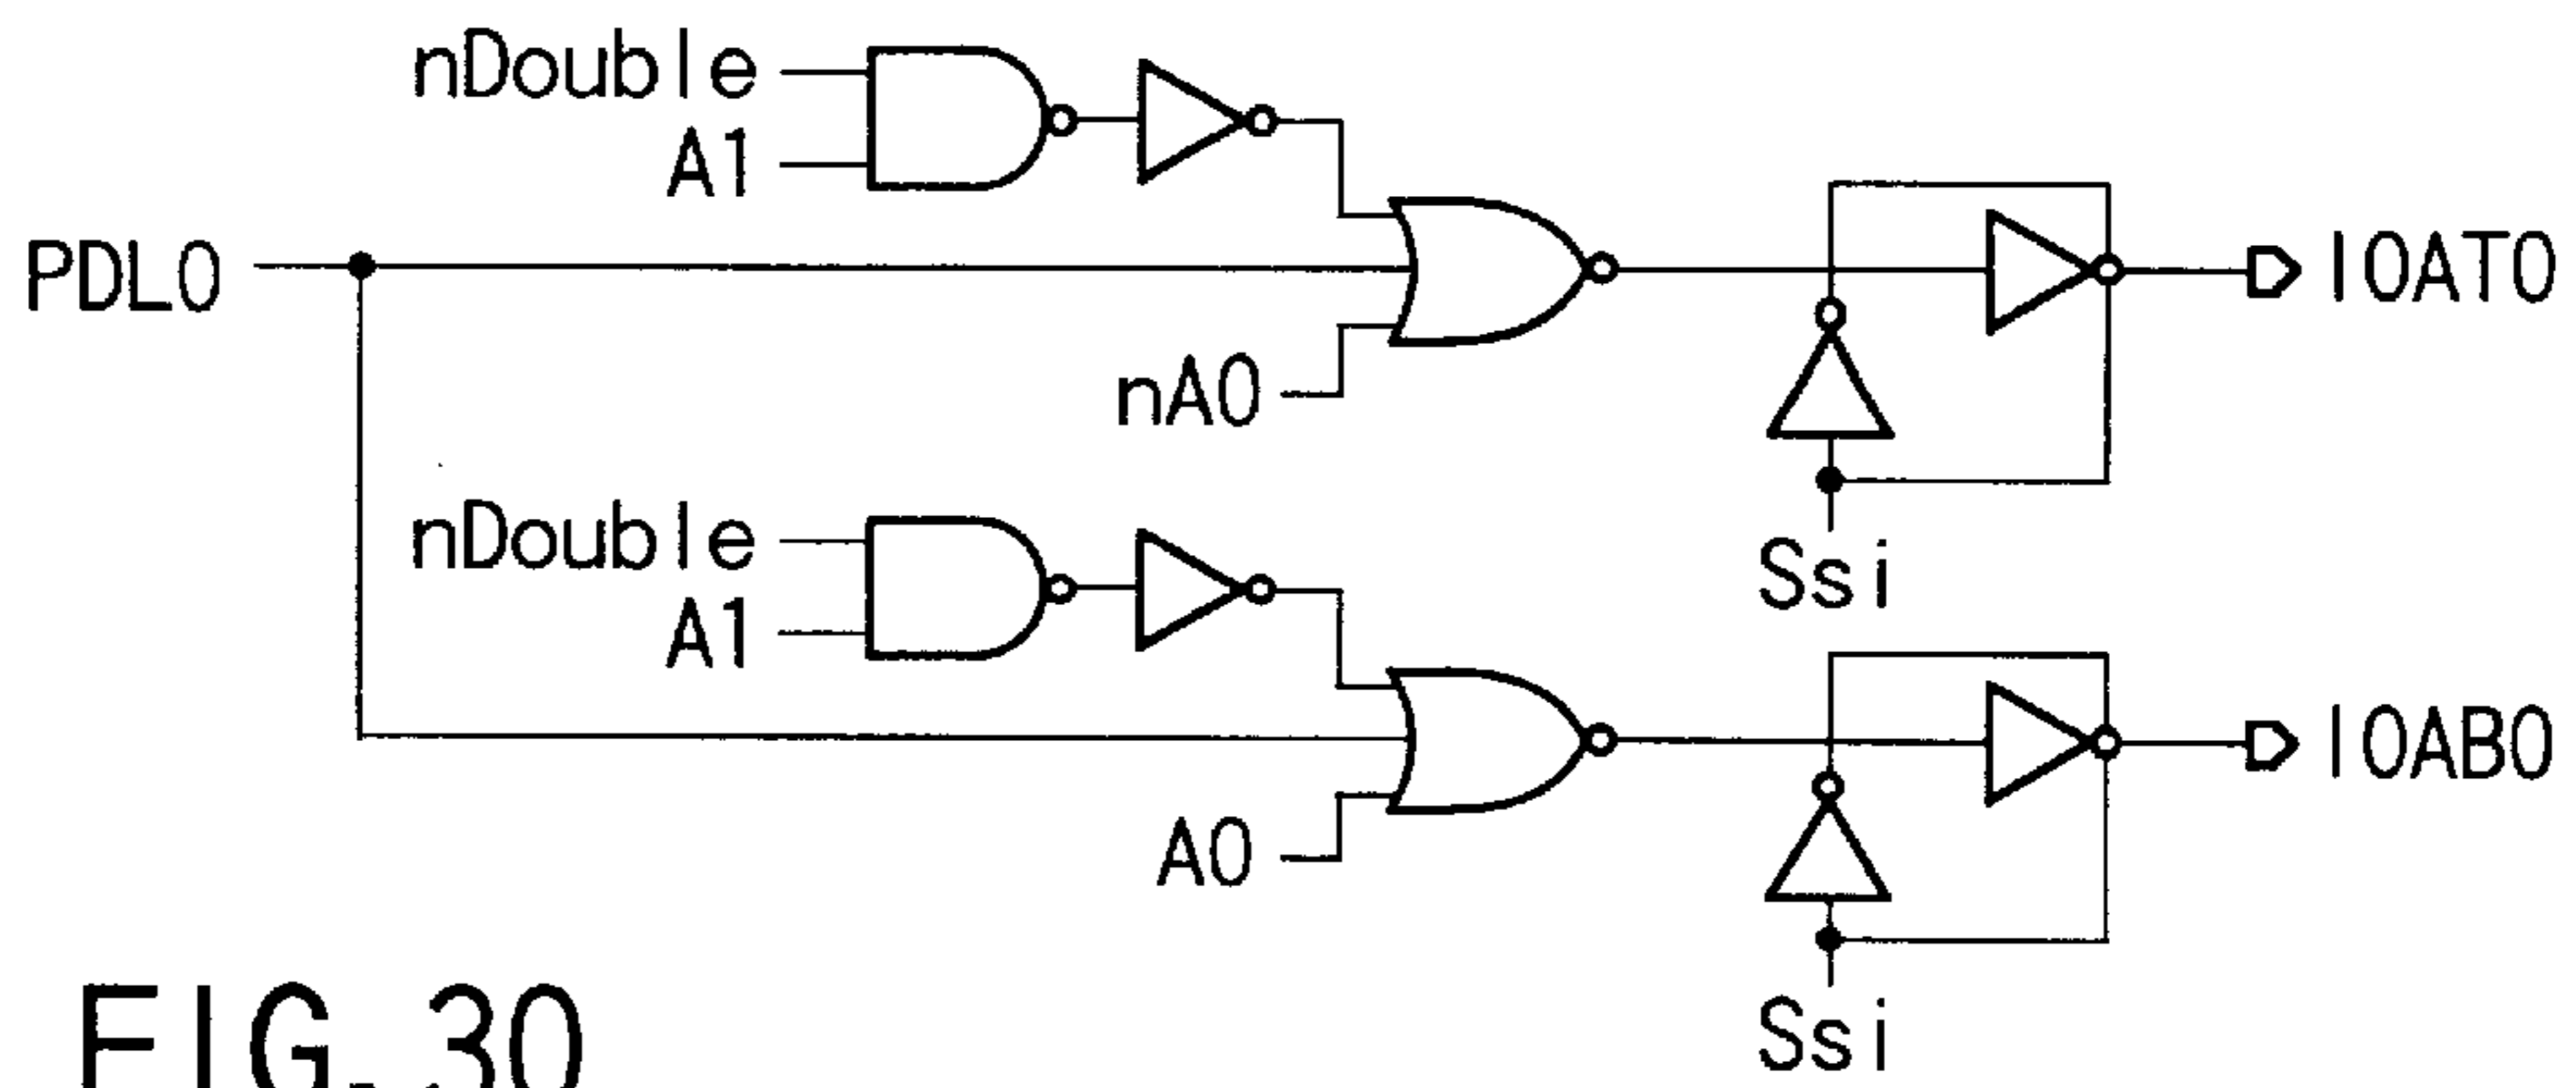 nDouble
A1
PDL0
IOAT0
nA0
Ssi
nDouble
A1
IOAB0
A0
Ssi
FIG. 30